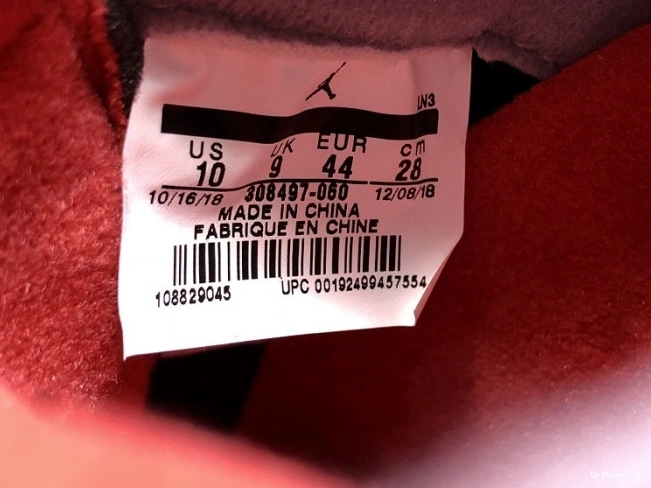 LN3
US UK EUR cm
10 9 44 28
10/16/18 308497-060 12/08/18
MADE IN CHINA
FABRIQUE EN CHINE
108829045 UPC 00192499457554